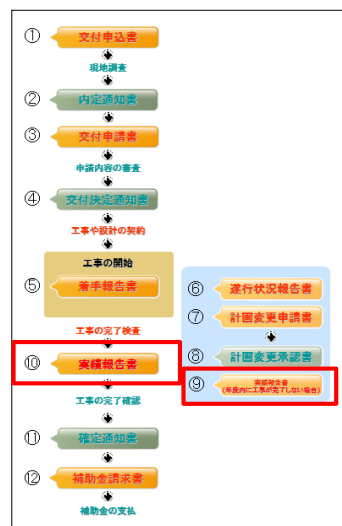 ① 交付申込書
現地調査
② 内定通知書
③ 交付申請書
申請内容の審査
④ 交付決定通知書
工事や設計の契約
工事の開始
⑤ 着手報告書
⑥ 遂行状況報告書
⑦ 計画変更申請書
⑧ 計画変更承認書
⑨ 実績報告書
(年度内に工事が完了しない場合)
工事の完了検査
⑩ 実績報告書
工事の完了確認
⑪ 確定通知書
⑫ 補助金請求書
補助金の支払